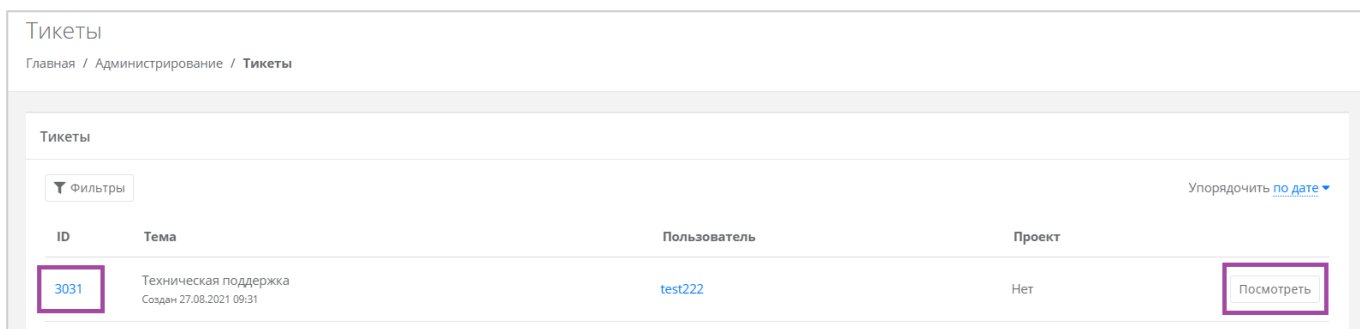 Тикеты
Главная / Администрирование / Тикеты
Тикеты
Фильтры
Упорядочить по дате
ID Тема Пользователь Проект
3031 Техническая поддержка test222 Нет Посмотреть
Создан 27.08.2021 09:31